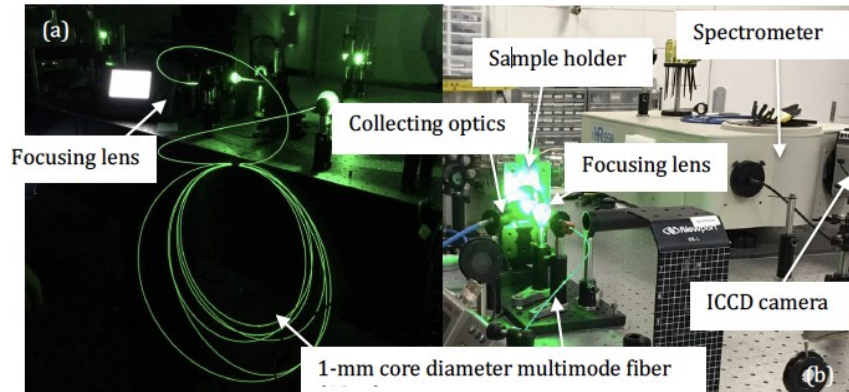 (a)
Spectrometer
Sample holder
Collecting optics
Focusing lens
Focusing lens
Newport
ICCD camera
1-mm core diameter multimode fiber
(b)